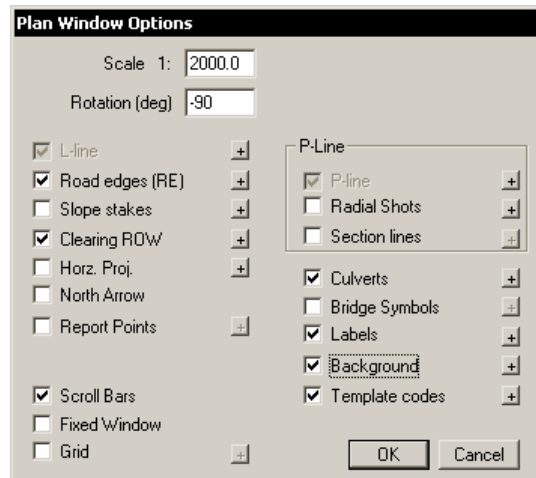 Plan Window Options
Scale 1: 2000.0
Rotation (deg) -90
L-line +
Road edges (RE) +
Slope stakes +
Clearing ROW +
Horz. Proj. +
North Arrow
Report Points +
Scroll Bars
Fixed Window
Grid +
P-Line
P-line +
Radial Shots +
Section lines +
Culverts +
Bridge Symbols +
Labels +
Background +
Template codes +
OK Cancel